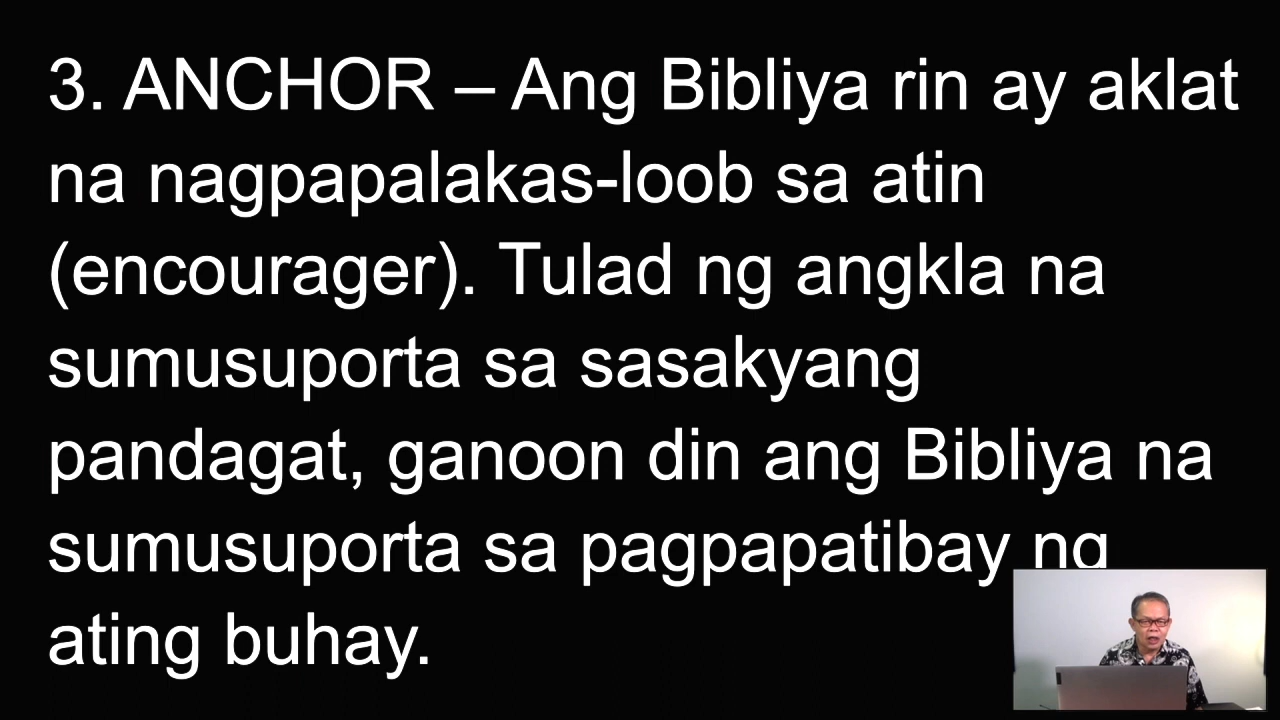 3. ANCHOR – Ang Bibliya rin ay aklat
na nagpapalakas-loob sa atin
(encourager). Tulad ng angkla na
sumusuporta sa sasakyang
pandagat, ganoon din ang Bibliya na
sumusuporta sa pagpapatibay ng
ating buhay.